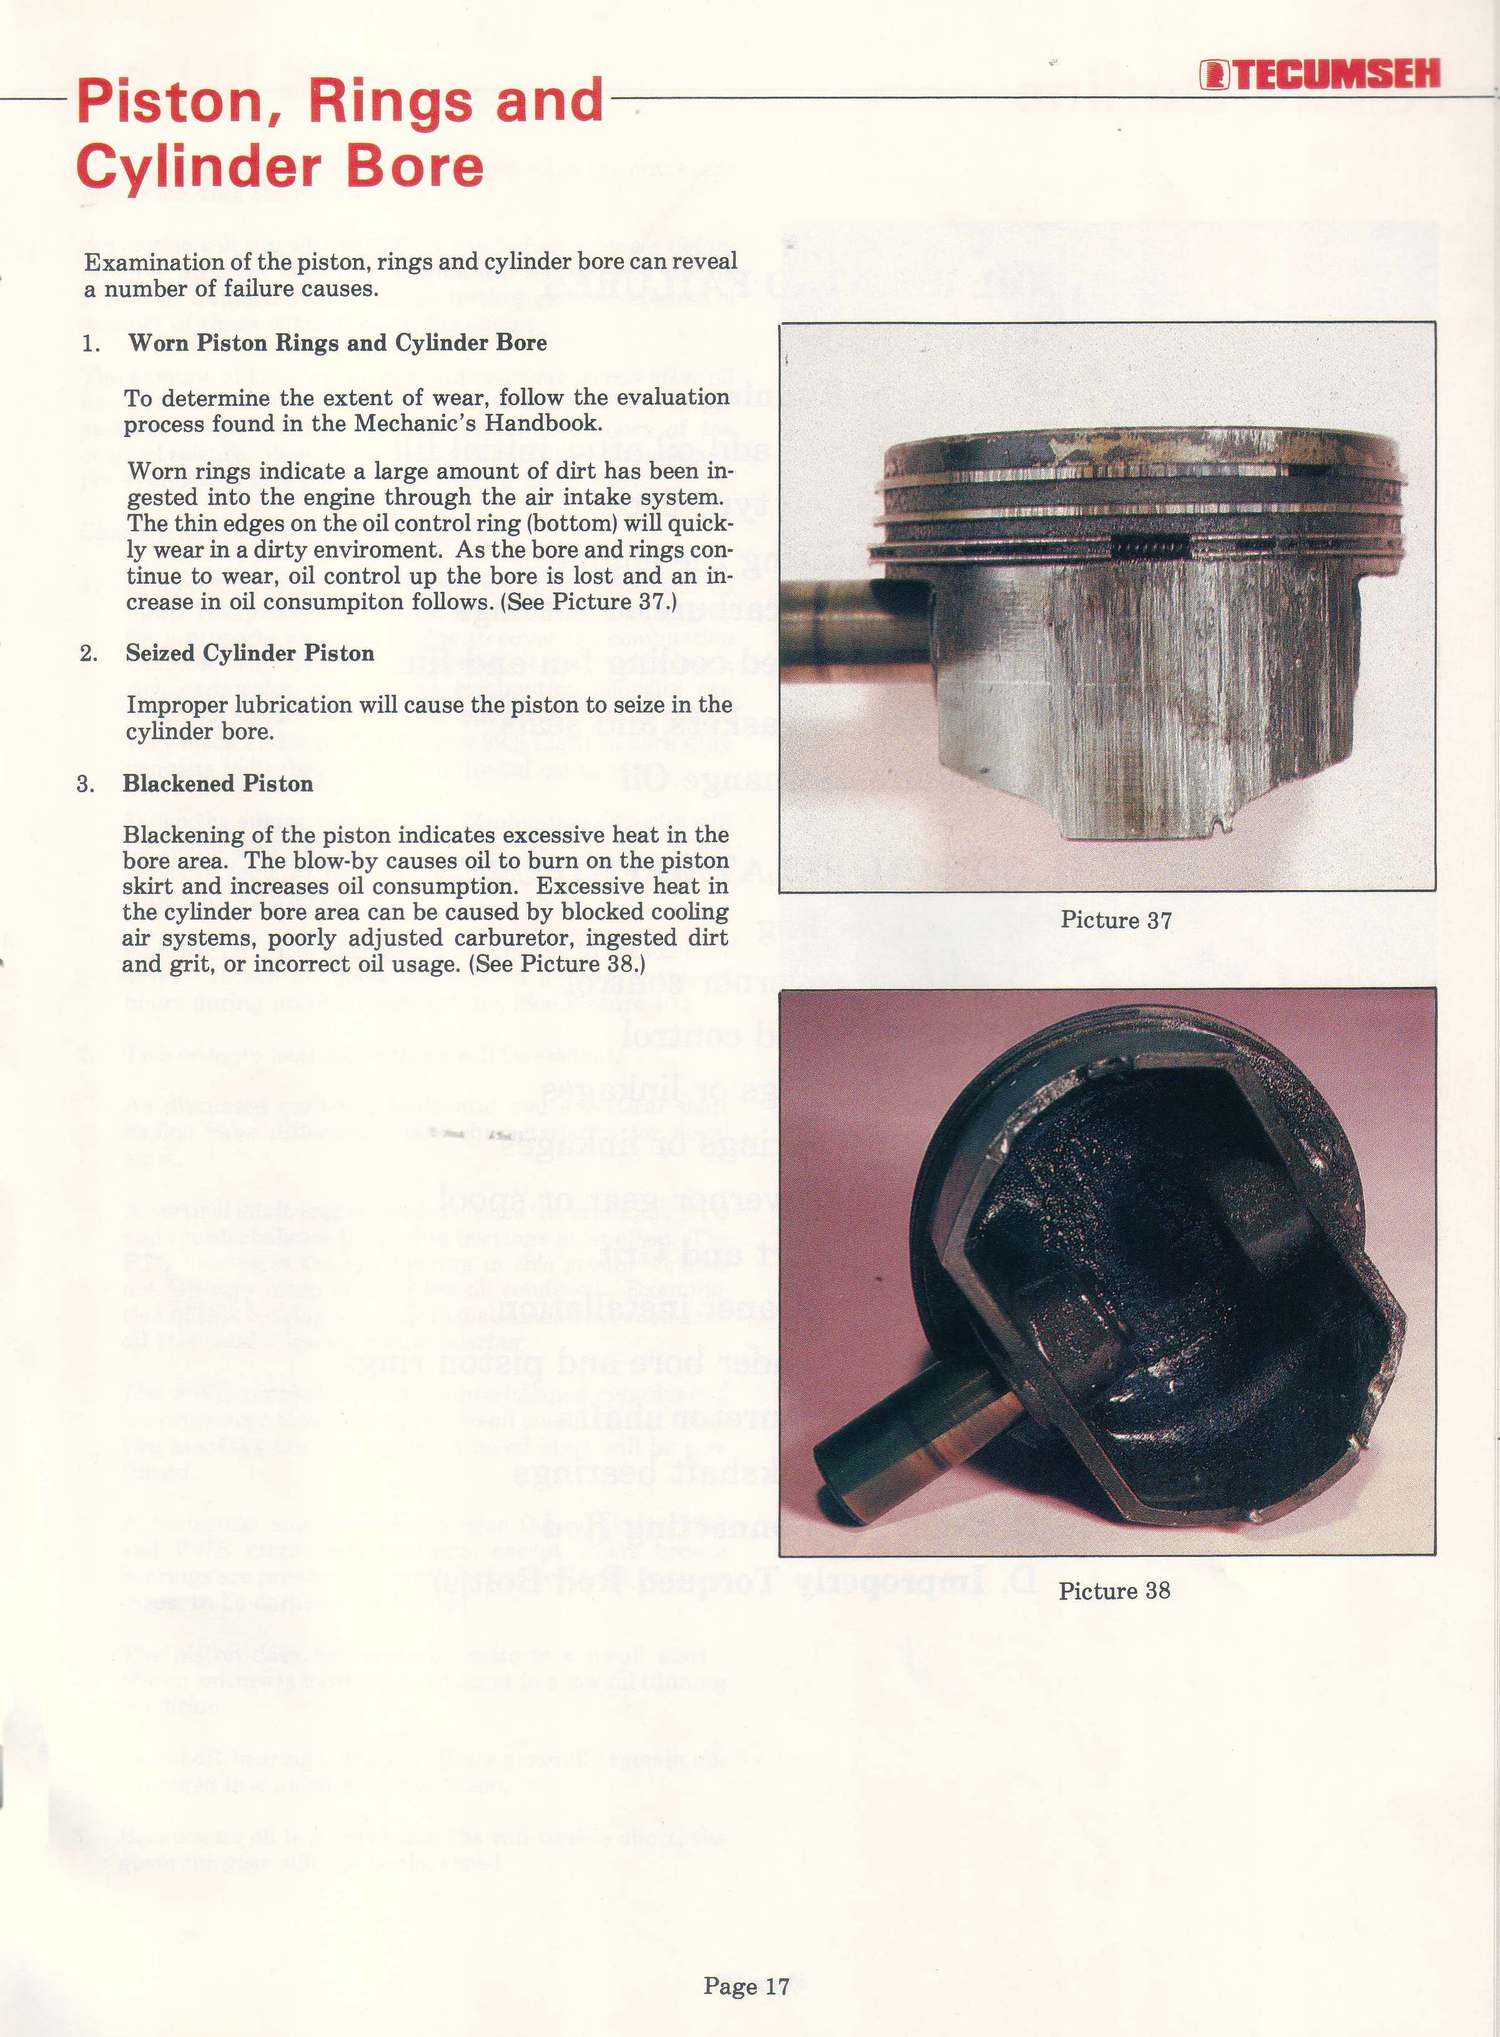 TECUMSEH
Piston, Rings and
Cylinder Bore
Examination of the piston, rings and cylinder bore can reveal
a number of failure causes.
1. Worn Piston Rings and Cylinder Bore
To determine the extent of wear, follow the evaluation
process found in the Mechanic's Handbook.
Worn rings indicate a large amount of dirt has been in-
gested into the engine through the air intake system.
The thin edges on the oil control ring (bottom) will quick-
ly wear in a dirty enviroment. As the bore and rings con-
tinue to wear, oil control up the bore is lost and an in-
crease in oil consumpiton follows. (See Picture 37.)
2. Seized Cylinder Piston
Improper lubrication will cause the piston to seize in the
cylinder bore.
3. Blackened Piston
Blackening of the piston indicates excessive heat in the
bore area. The blow-by causes oil to burn on the piston
skirt and increases oil consumption. Excessive heat in
the cylinder bore area can be caused by blocked cooling
air systems, poorly adjusted carburetor, ingested dirt
and grit, or incorrect oil usage. (See Picture 38.)
Picture 37
Picture 38
Page 17